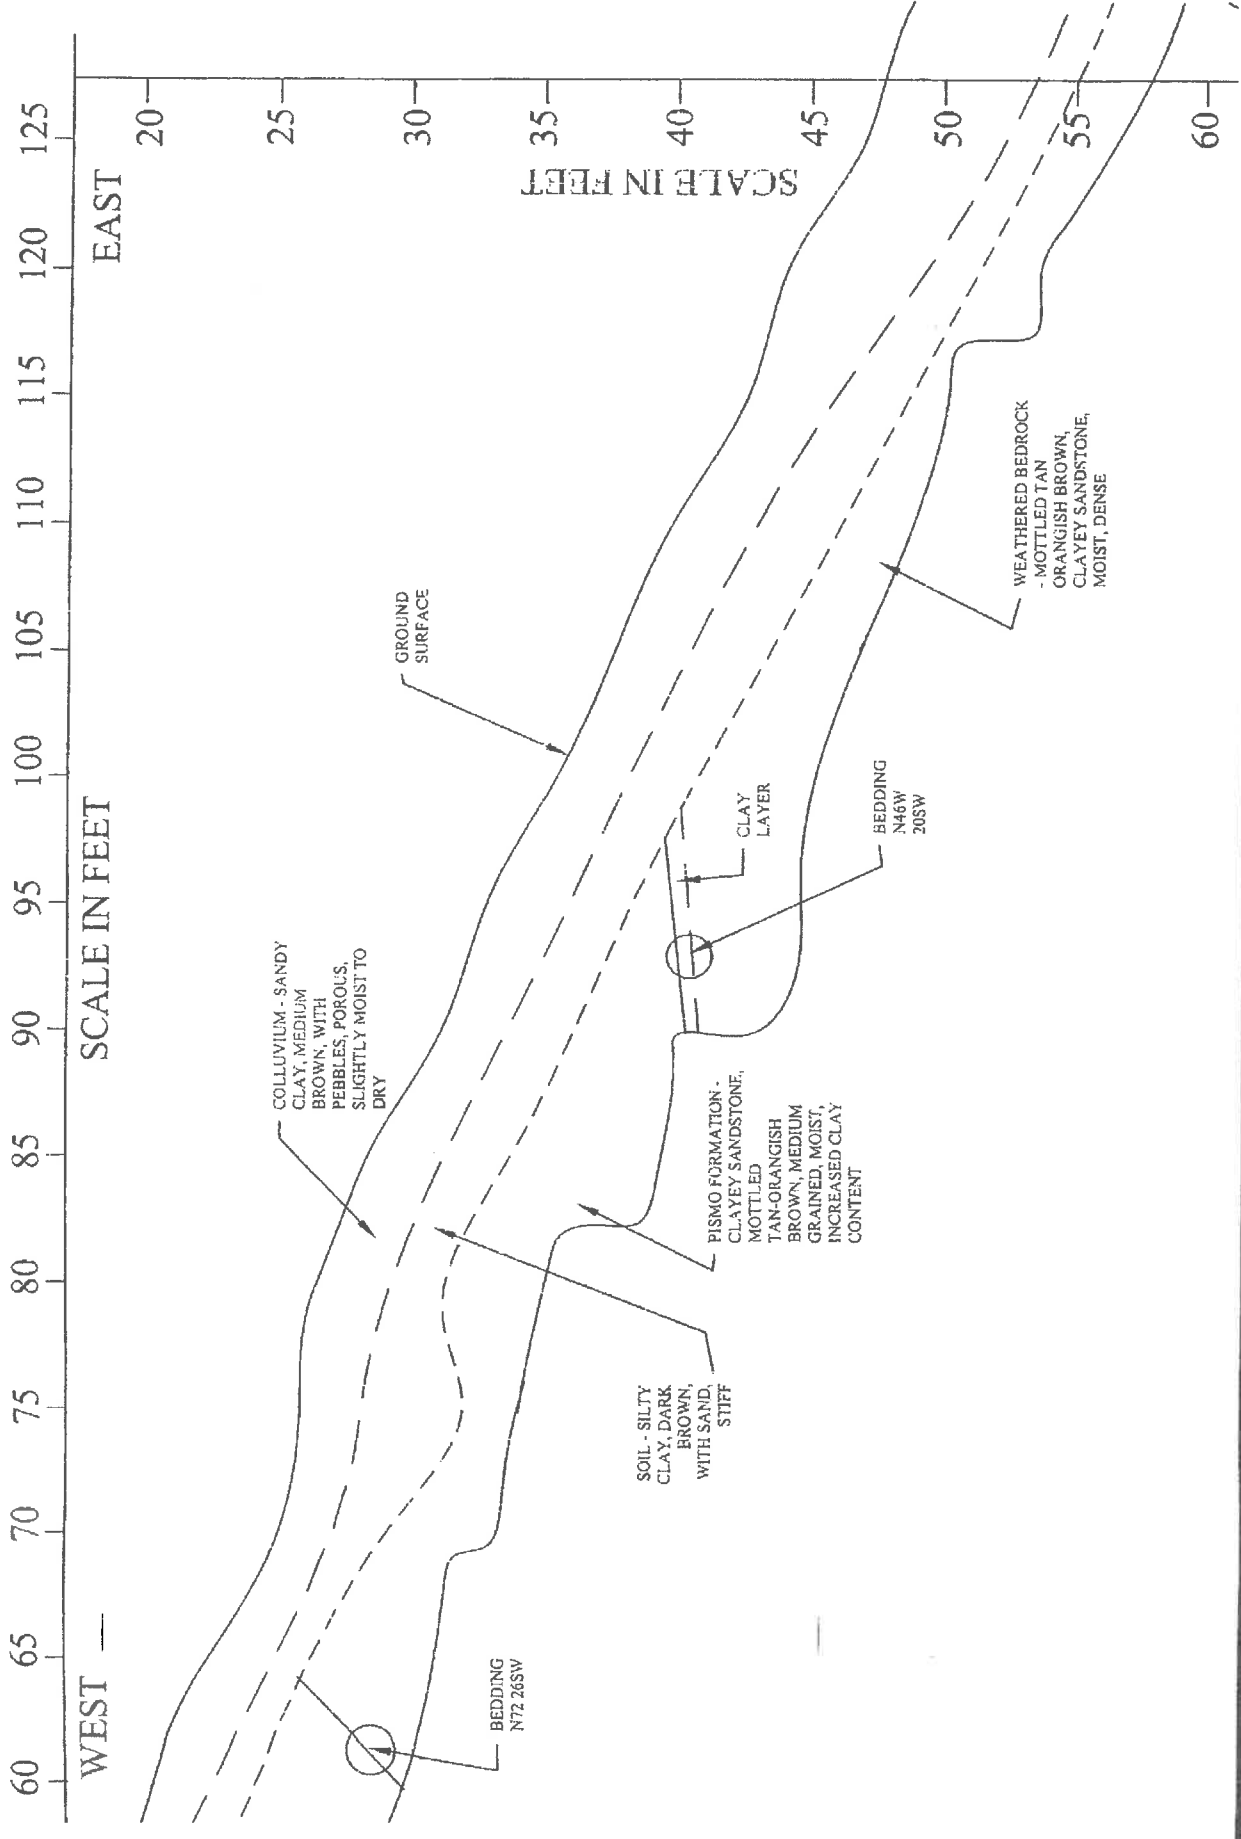 60 65 70 75 80 85 90 95 100 105 110 115 120 125
WEST
SCALE IN FEET
EAST
20
25
30
35
40
45
50
55
60
SCALE IN FEET
COLLUVIUM - SANDY
CLAY, MEDIUM
BROWN, WITH
PEBBLES, POROUS,
SLIGHTLY MOIST TO
DRY
GROUND
SURFACE
BEDDING
N72 26SW
SOIL - SILTY
CLAY, DARK
BROWN,
WITH SAND,
STIFF
PISMO FORMATION -
CLAYEY SANDSTONE,
MOTTLED
TAN-ORANGISH
BROWN, MEDIUM
GRAINED, MOIST,
INCREASED CLAY
CONTENT
CLAY
LAYER
BEDDING
N46W
20SW
WEATHERED BEDROCK
- MOTTLED TAN
ORANGISH BROWN,
CLAYEY SANDSTONE,
MOIST, DENSE